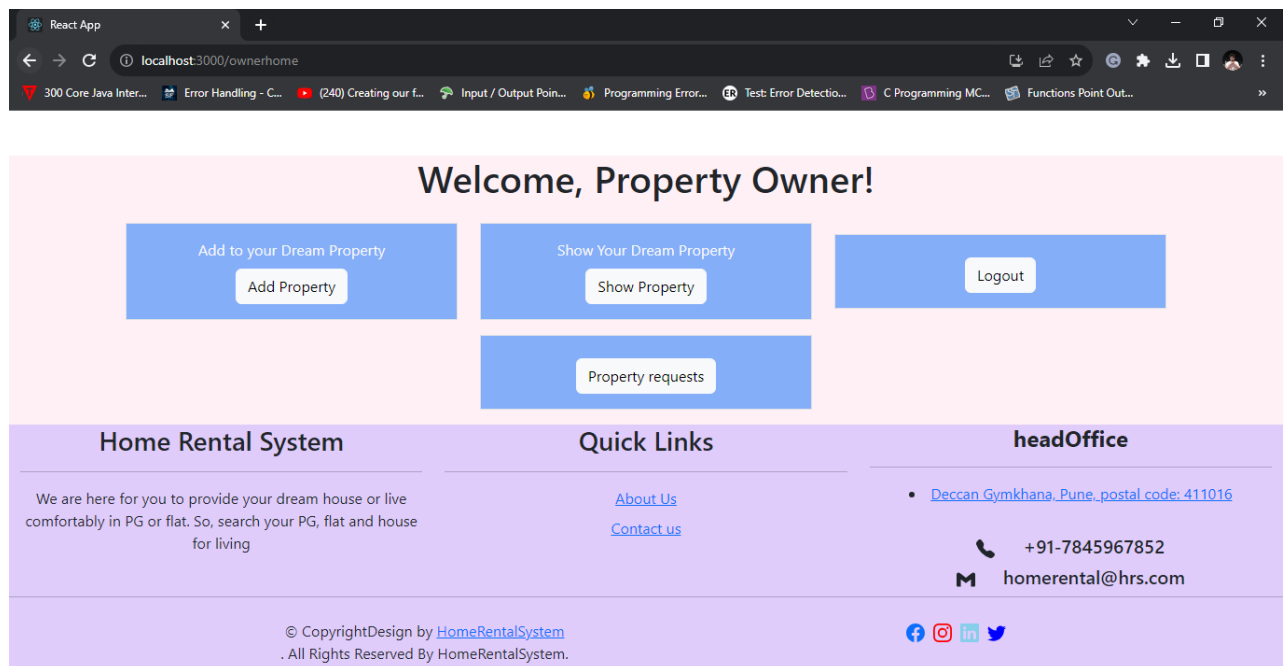 React App
localhost:3000/ownerhome
300 Core Java Inter...
Error Handling - C...
(240) Creating our f...
Input / Output Poin...
Programming Error...
ER
Test: Error Detectio...
C Programming MC...
Functions Point Out...
Welcome, Property Owner!
Add to your Dream Property
Add Property
Show Your Dream Property
Show Property
Logout
Property requests
Home Rental System
We are here for you to provide your dream house or live
comfortably in PG or flat. So, search your PG, flat and house
for living
Quick Links
About Us
Contact us
headOffice
Deccan Gymkhana, Pune, postal code: 411016
+91-7845967852
homerental@hrs.com
© CopyrightDesign by HomeRentalSystem
. All Rights Reserved By HomeRentalSystem.